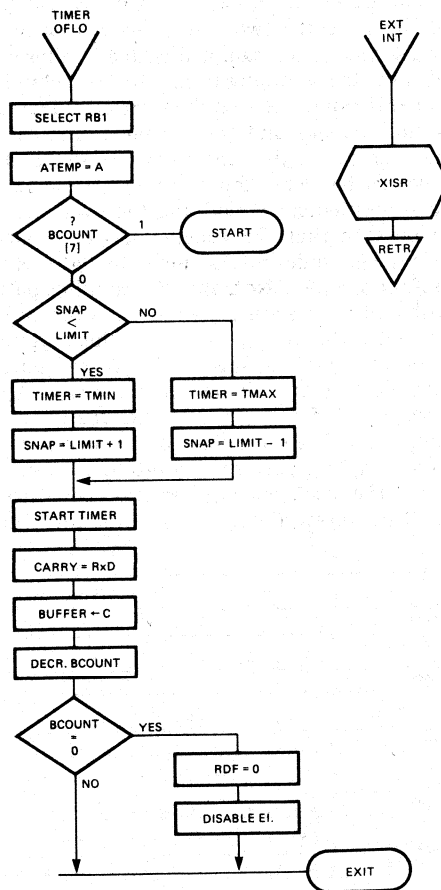 TIMER
OFLO
SELECT RB1
ATEMP = A
?
BCOUNT
[7]
1
START
0
SNAP
<
LIMIT
NO
YES
TIMER = TMIN
TIMER = TMAX
SNAP = LIMIT + 1
SNAP = LIMIT - 1
START TIMER
CARRY = RxD
BUFFER ← C
DECR. BCOUNT
BCOUNT
=
0
YES
NO
RDF = 0
DISABLE EI.
EXIT
EXT
INT
XISR
RETR